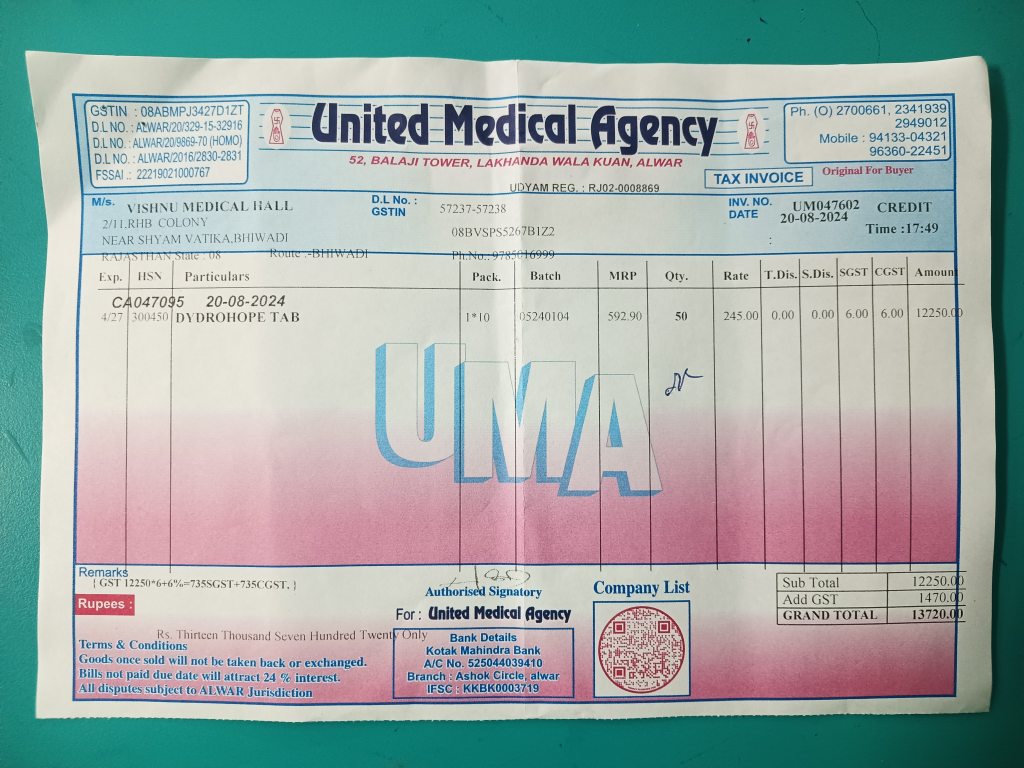 GSTIN : 08ABMPJ3427D1ZT
D.L NO. : ALWAR/20/329-15-32916
D.L NO. : ALWAR/20/9869-70 (HOMO)
D.L NO. : ALWAR/2016/2830-2831
FSSAI .: 22219021000767
United Medical Agency
52, BALAJI TOWER, LAKHANDA WALA KUAN, ALWAR
UDYAM REG. : RJ02-0008869
Ph. (O) 2700661, 2341939
2949012
Mobile : 94133-04321
96360-22451
TAX INVOICE Original For Buyer
M/s. VISHNU MEDICAL HALL
2/11,RHB COLONY
NEAR SHYAM VATIKA,BHIWADI
RAJASTHAN State : 08 Route :-BHIWADI
D.L No. : 57237-57238
GSTIN 08BVSPS5267B1Z2
Ph.No.: 9785016999
INV. NO. UM047602 CREDIT
DATE 20-08-2024
Time :17:49
:
Exp. HSN Particulars Pack. Batch MRP Qty. Rate T.Dis. S.Dis. SGST CGST Amount
CA047095 20-08-2024
4/27 300450 DYDROHOPE TAB 1*10 05240104 592.90 50 245.00 0.00 0.00 6.00 6.00 12250.00
UMA
Remarks
{ GST 12250*6+6%=735SGST+735CGST, }
Rupees :
Rs. Thirteen Thousand Seven Hundred Twenty Only
Terms & Conditions
Goods once sold will not be taken back or exchanged.
Bills not paid due date will attract 24 % interest.
All disputes subject to ALWAR Jurisdiction
Authorised Signatory
For : United Medical Agency
Bank Details
Kotak Mahindra Bank
A/C No. 525044039410
Branch : Ashok Circle, alwar
IFSC : KKBK0003719
Company List
Sub Total 12250.00
Add GST 1470.00
GRAND TOTAL 13720.00